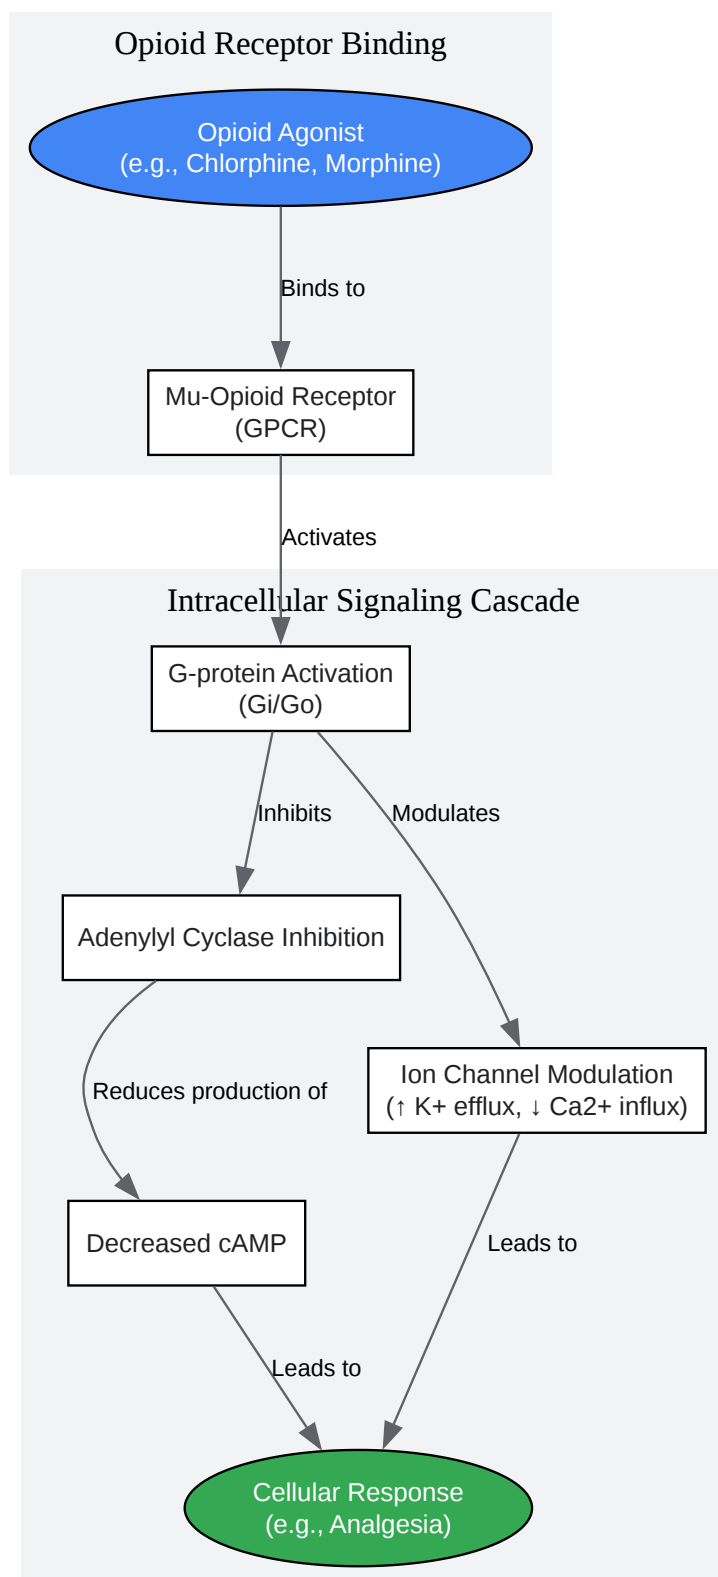 Opioid Receptor Binding
Opioid Agonist
(e.g., Chlorphine, Morphine)
Binds to
Mu-Opioid Receptor
(GPCR)
Activates
Intracellular Signaling Cascade
G-protein Activation
(Gi/Go)
Inhibits
Modulates
Adenylyl Cyclase Inhibition
Reduces production of
Ion Channel Modulation
(↑ K+ efflux, ↓ Ca2+ influx)
Decreased cAMP
Leads to
Leads to
Cellular Response
(e.g., Analgesia)